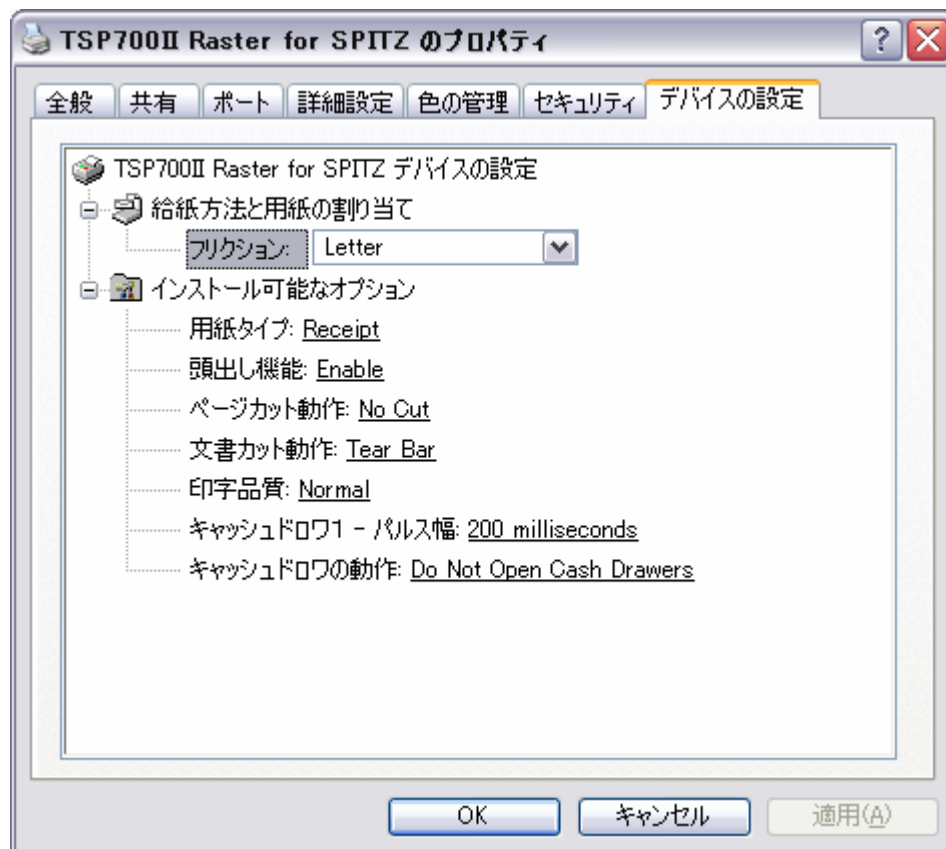 TSP700II Raster for SPITZ のプロパティ
全般 共有 ポート 詳細設定 色の管理 セキュリティ デバイスの設定
TSP700II Raster for SPITZ デバイスの設定
給紙方法と用紙の割り当て
フリクション: Letter
インストール可能なオプション
用紙タイプ: Receipt
頭出し機能: Enable
ページカット動作: No Cut
文書カット動作: Tear Bar
印字品質: Normal
キャッシュドロワ1 - パルス幅: 200 milliseconds
キャッシュドロワの動作: Do Not Open Cash Drawers
OK キャンセル 適用(A)